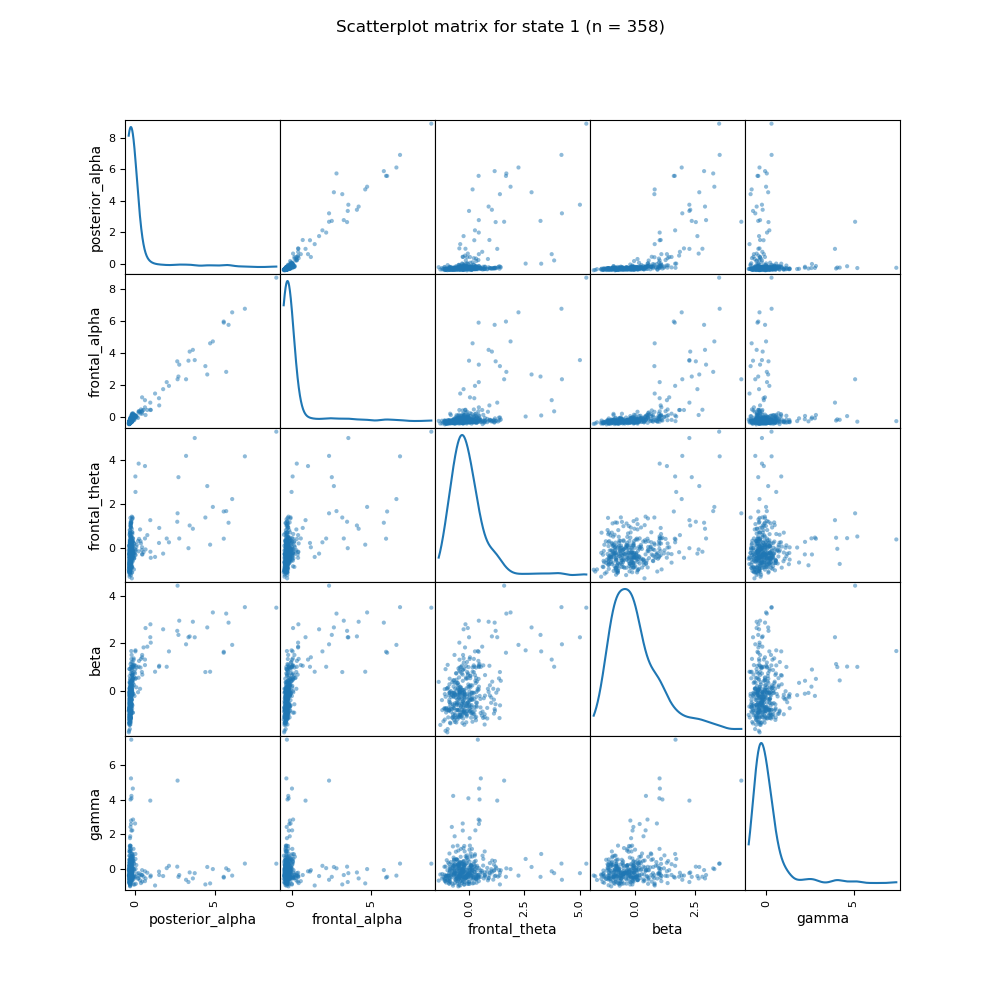 Scatterplot matrix for state 1 (n = 358)
posterior_alpha
8
6
4
2
0
frontal_alpha
8
6
4
2
0
frontal_theta
4
2
0
beta
4
2
0
gamma
6
4
2
0
0 5 0 5 0.0 2.5 5.0 0.0 2.5 0 5
posterior_alpha frontal_alpha frontal_theta beta gamma